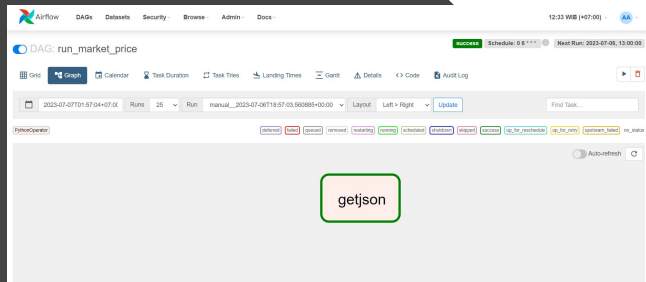 Airflow DAGs Datasets Security Browse Admin Docs 12:33 WIB (+07:00) AA
DAG: run_market_price success Schedule: 0 6 * * * Next Run: 2023-07-06, 13:00:00
Grid Graph Calendar Task Duration Task Tries Landing Times Gantt Details <> Code Audit Log
2023-07-07T01:57:04+07:00 Runs 25 Run manual__2023-07-06T18:57:03.560885+00:00 Layout Left > Right Update Find Task...
PythonOperator deferred failed queued removed restarting running scheduled shutdown skipped success up_for_reschedule up_for_retry upstream_failed no_status
Auto-refresh
getjson